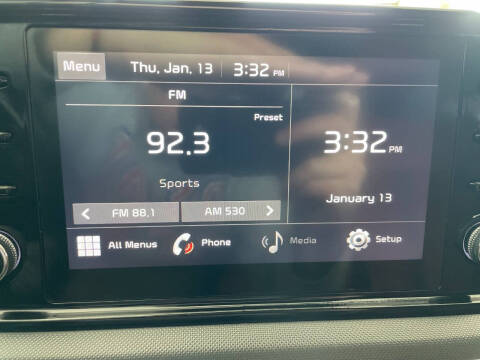 Menu Thu, Jan. 13 3:32 PM
FM
Preset
92.3
Sports
FM 88.1 AM 530
3:32 PM
January 13
All Menus Phone Media Setup